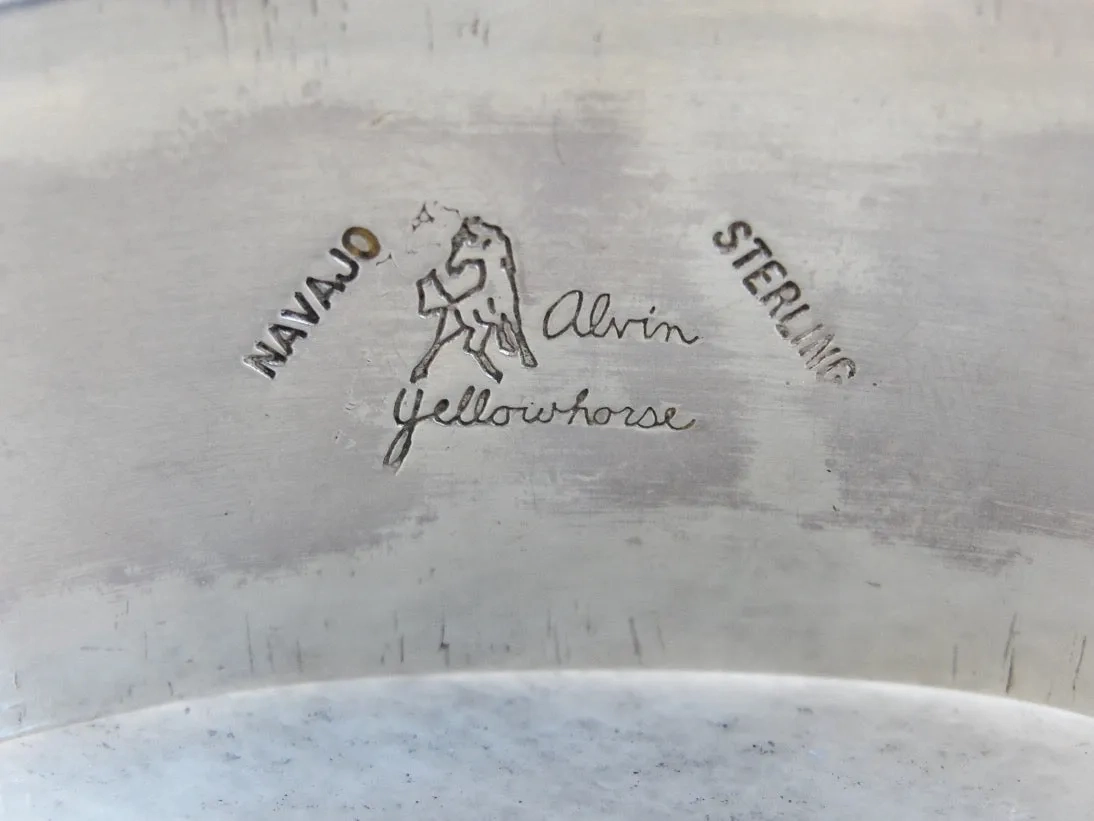 NAVAJO
STERLING
Alvin
Yellowhorse